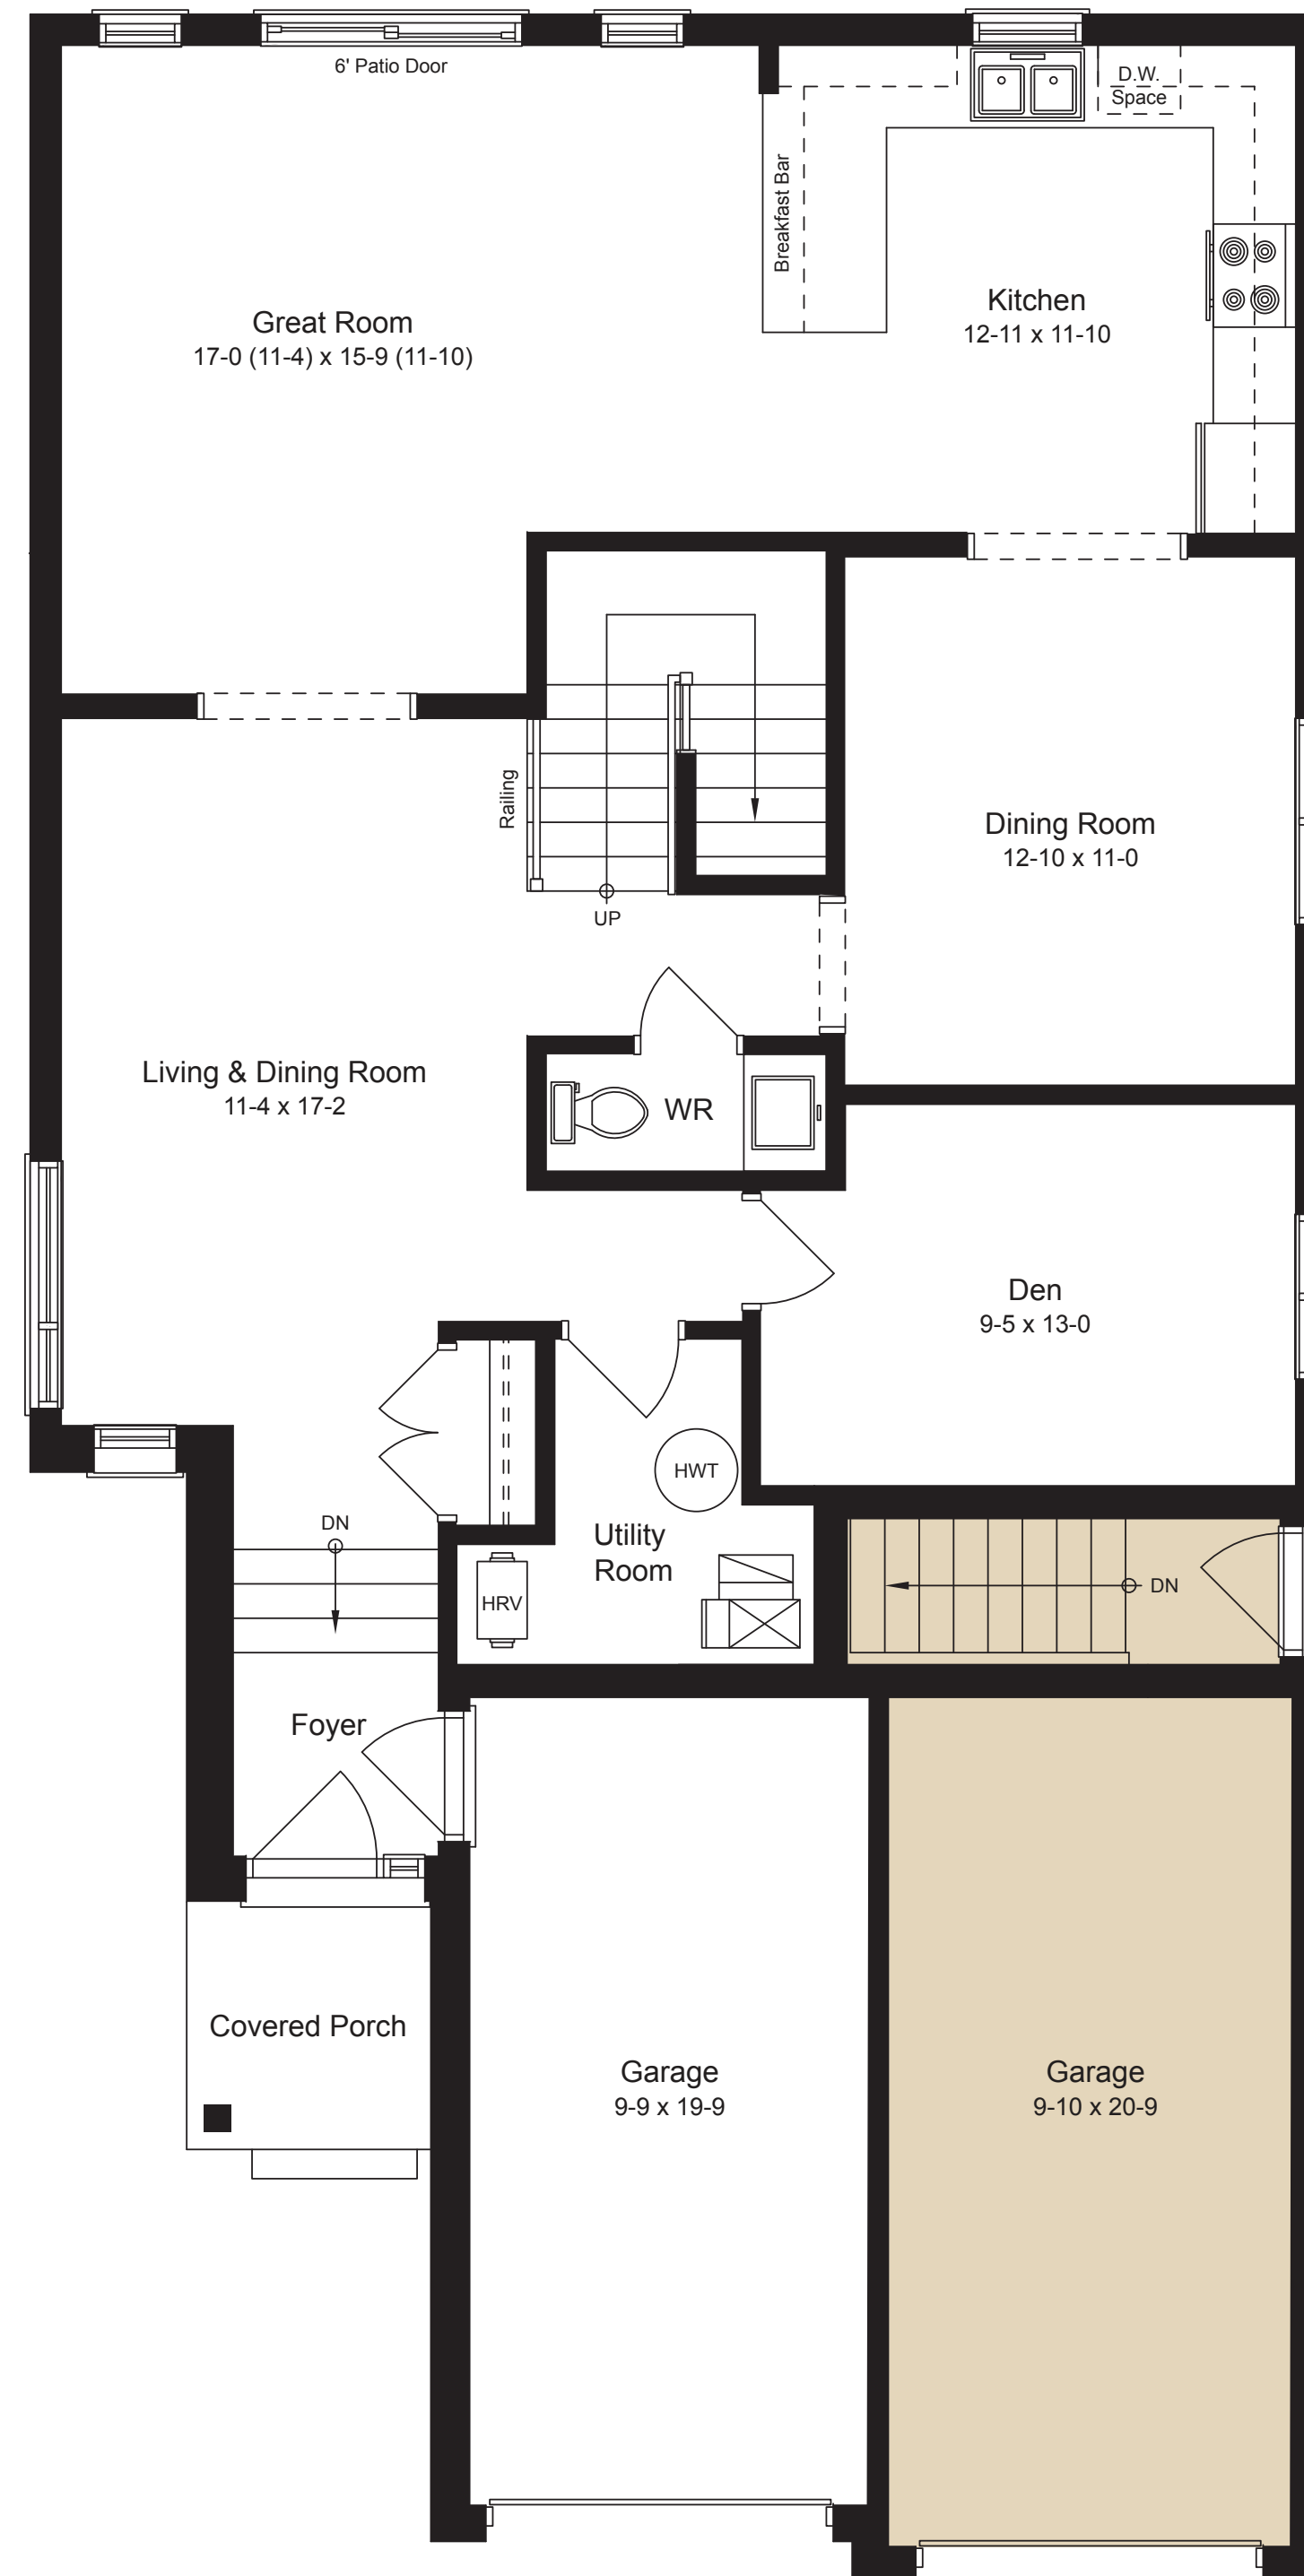 6' Patio Door
D.W.
Space
Breakfast Bar
Kitchen
12-11 x 11-10
Great Room
17-0 (11-4) x 15-9 (11-10)
Railing
UP
Dining Room
12-10 x 11-0
Living & Dining Room
11-4 x 17-2
WR
Den
9-5 x 13-0
HWT
DN
Utility
Room
HRV
DN
Foyer
Covered Porch
Garage
9-9 x 19-9
Garage
9-10 x 20-9